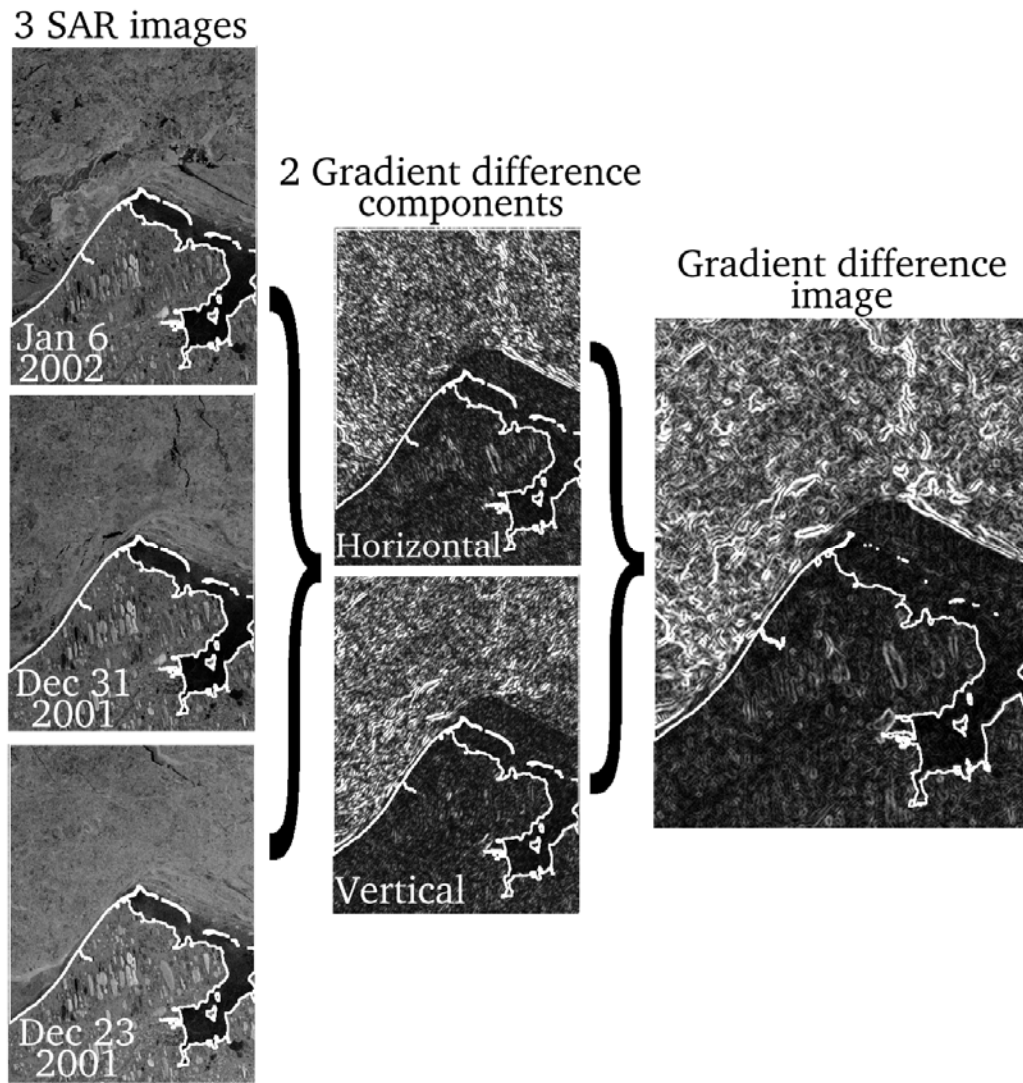 3 SAR images
Jan 6
2002
Dec 31
2001
Dec 23
2001
2 Gradient difference
components
Horizontal
Vertical
Gradient difference
image